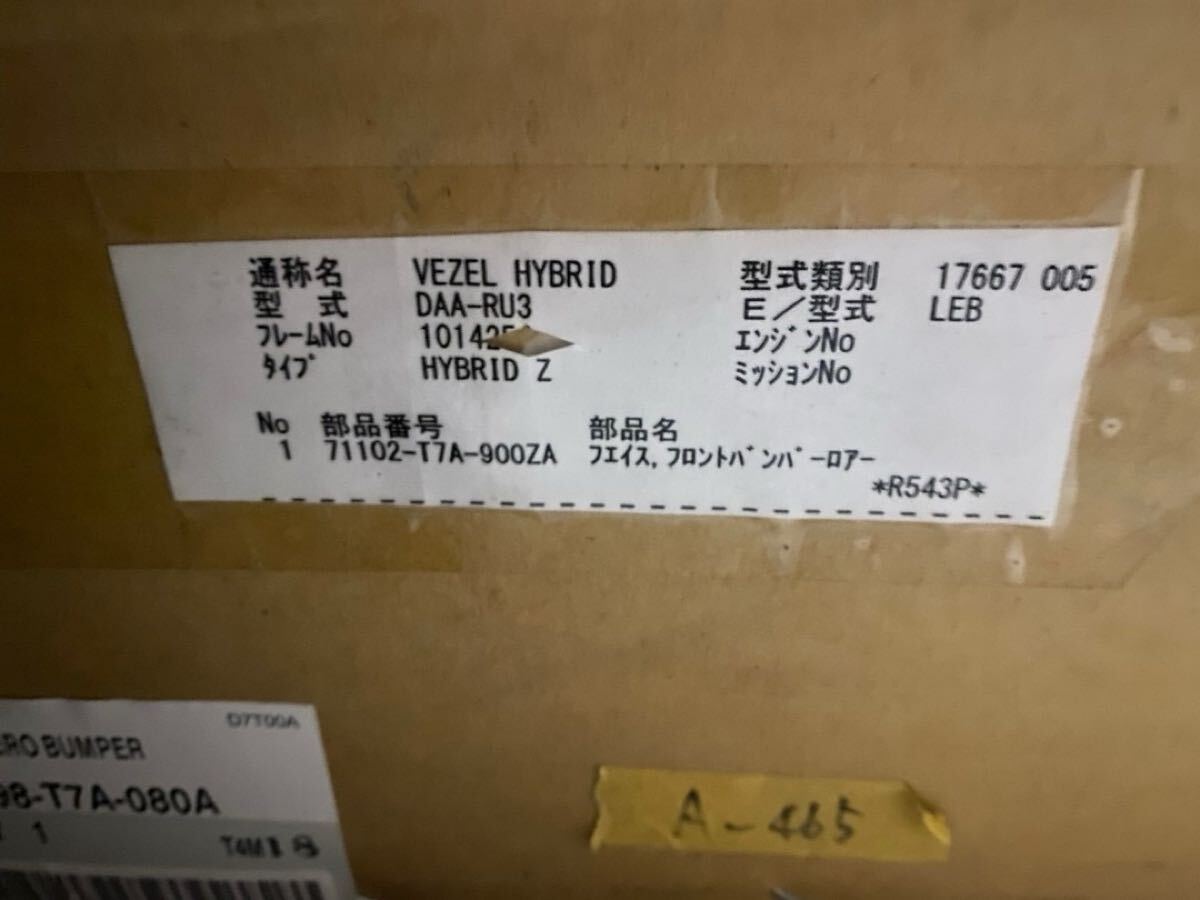 通称名 VEZEL HYBRID 型式類別 17667 005
型 式 DAA-RU3 E/型式 LEB
ﾌﾚｰﾑNo ｴﾝｼﾞﾝNo
ﾀｲﾌﾟ HYBRID Z ﾐｯｼｮﾝNo
No 部品番号 部品名
1 71102-T7A-900ZA ﾌｴｲｽ,ﾌﾛﾝﾄﾊﾞﾝﾊﾟｰﾛｱｰ
*R543P*
D7T00A
BUMPER
98-T7A-080A
1
A-465